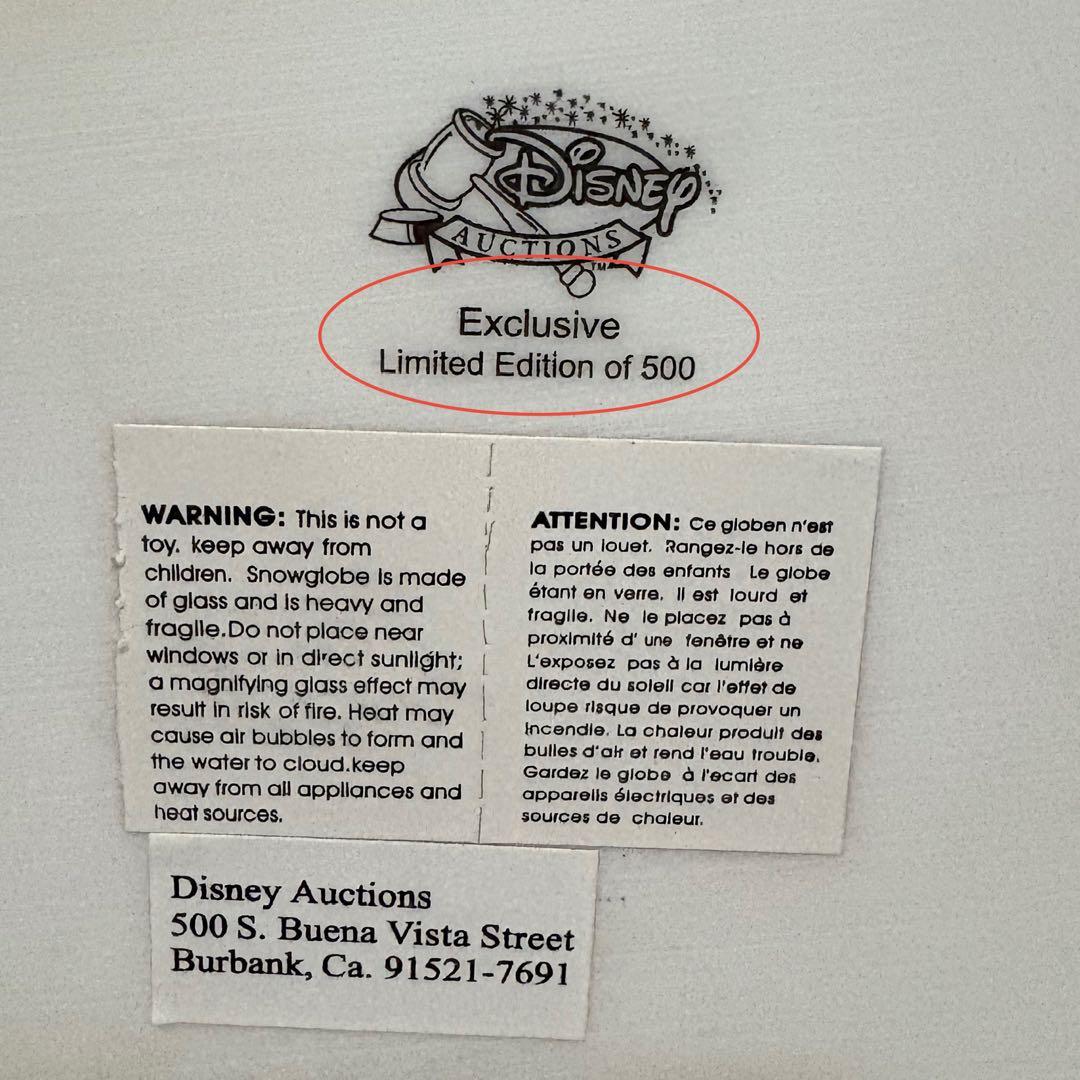 Disney
AUCTIONS
TM
Exclusive
Limited Edition of 500
WARNING: This is not a
toy. keep away from
children. Snowglobe is made
of glass and is heavy and
fragile.Do not place near
windows or in direct sunlight;
a magnifying glass effect may
result in risk of fire. Heat may
cause air bubbles to form and
the water to cloud.keep
away from all appliances and
heat sources.
ATTENTION: Ce globen n'est
pas un louet. Rangez-le hors de
la portée des enfants Le globe
étant en verre, il est lourd et
fragile. Ne le placez pas à
proximité d' une fenêtre et ne
L'exposez pas à la lumière
directe du soleil car l'effet de
loupe risque de provoquer un
incendie. La chaleur produit des
bulles d'air et rend l'eau trouble.
Gardez le globe à l'ecart des
appareils électriques et des
sources de chaleur.
Disney Auctions
500 S. Buena Vista Street
Burbank, Ca. 91521-7691